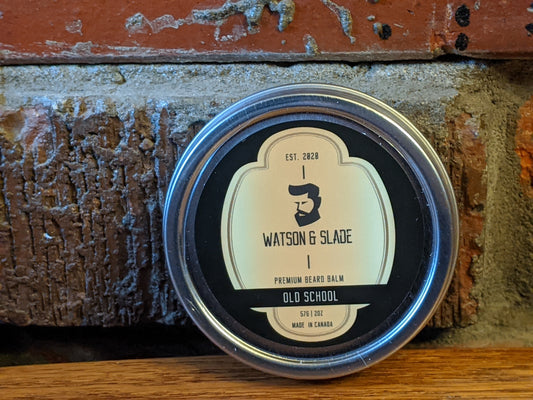 EST. 2020
WATSON & SLADE
PREMIUM BEARD BALM
OLD SCHOOL
57G | 2OZ
MADE IN CANADA